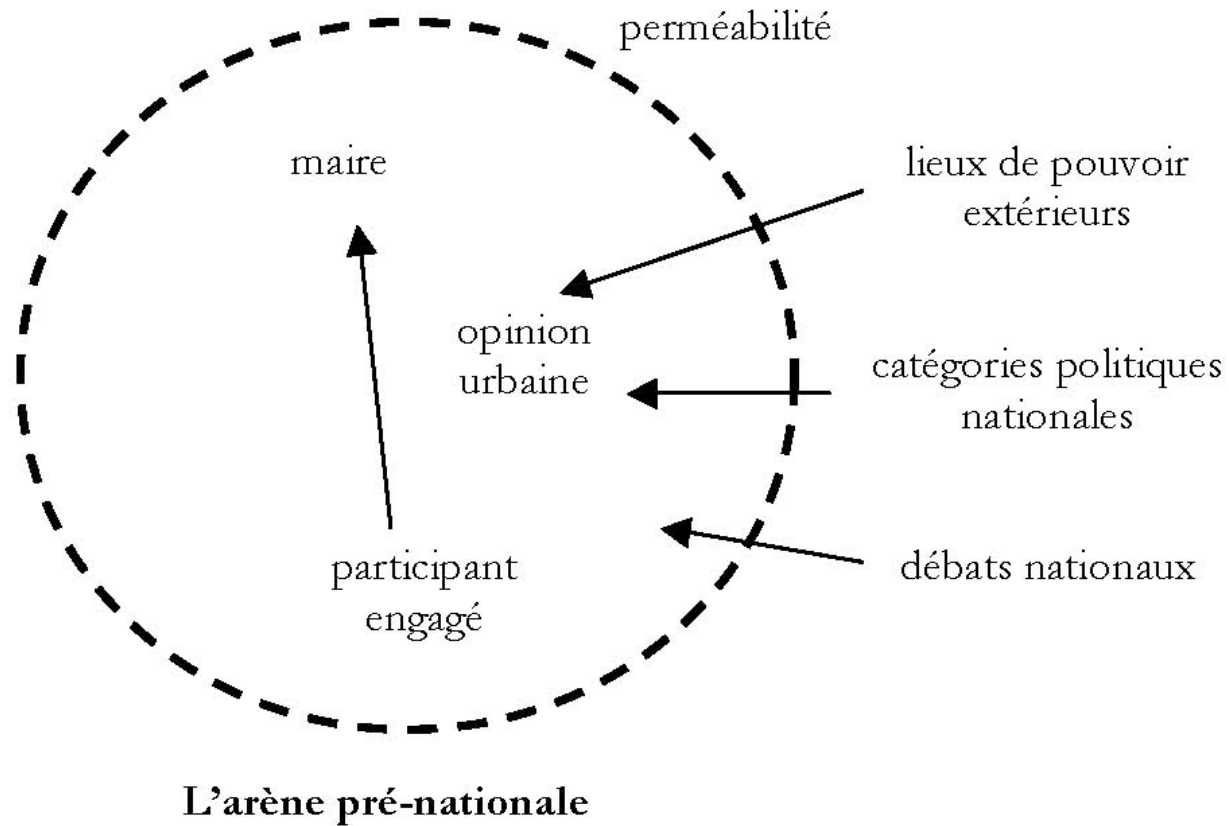 perméabilité
maire
lieux de pouvoir
extérieurs
opinion
urbaine
catégories politiques
nationales
participant
engagé
débats nationaux
L'arène pré-nationale